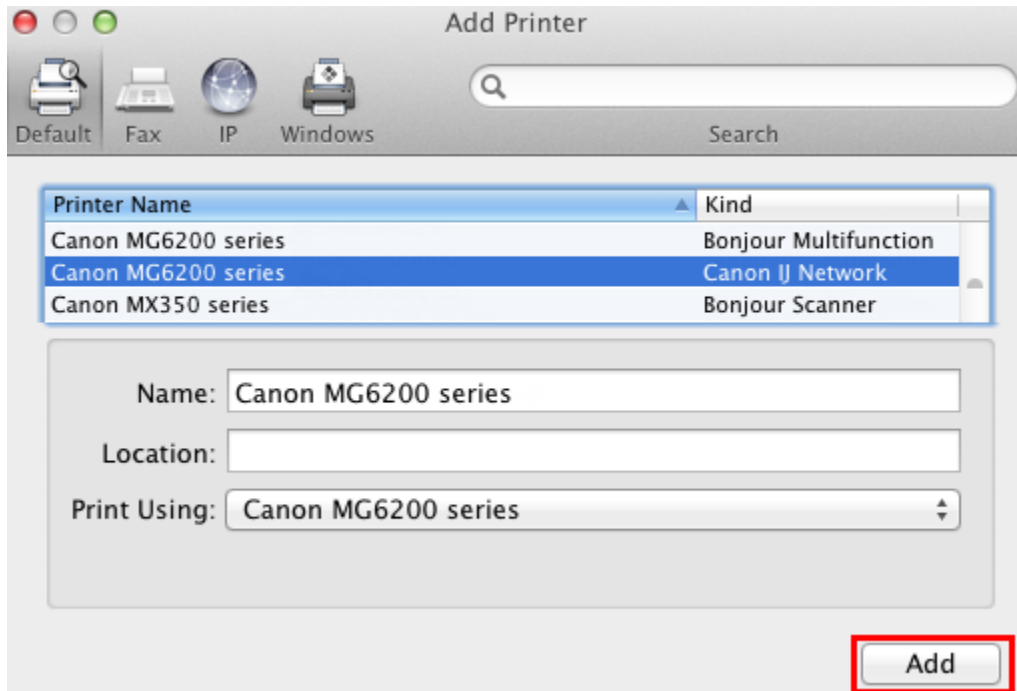 Add Printer
Default Fax IP Windows Search
Printer Name Kind
Canon MG6200 series Bonjour Multifunction
Canon MG6200 series Canon IJ Network
Canon MX350 series Bonjour Scanner
Name: Canon MG6200 series
Location:
Print Using: Canon MG6200 series
Add